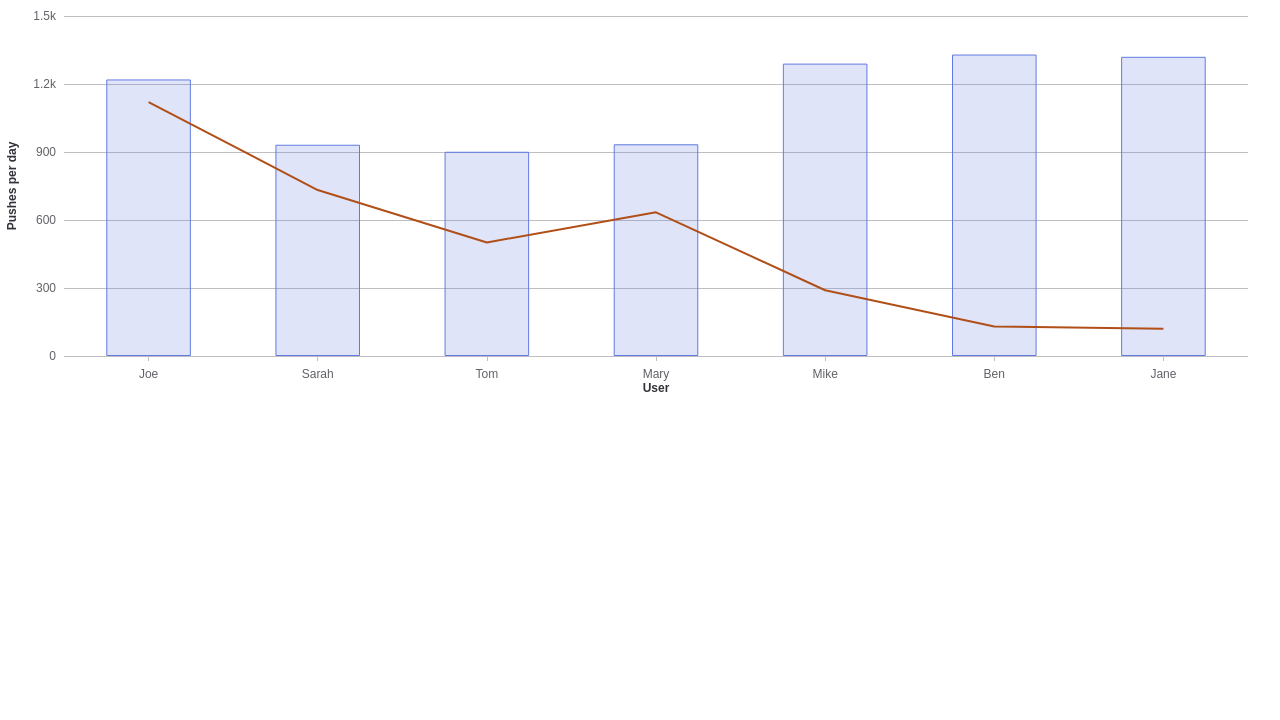 Pushes per day
1.5k
1.2k
900
600
300
0
Joe Sarah Tom Mary Mike Ben Jane
User